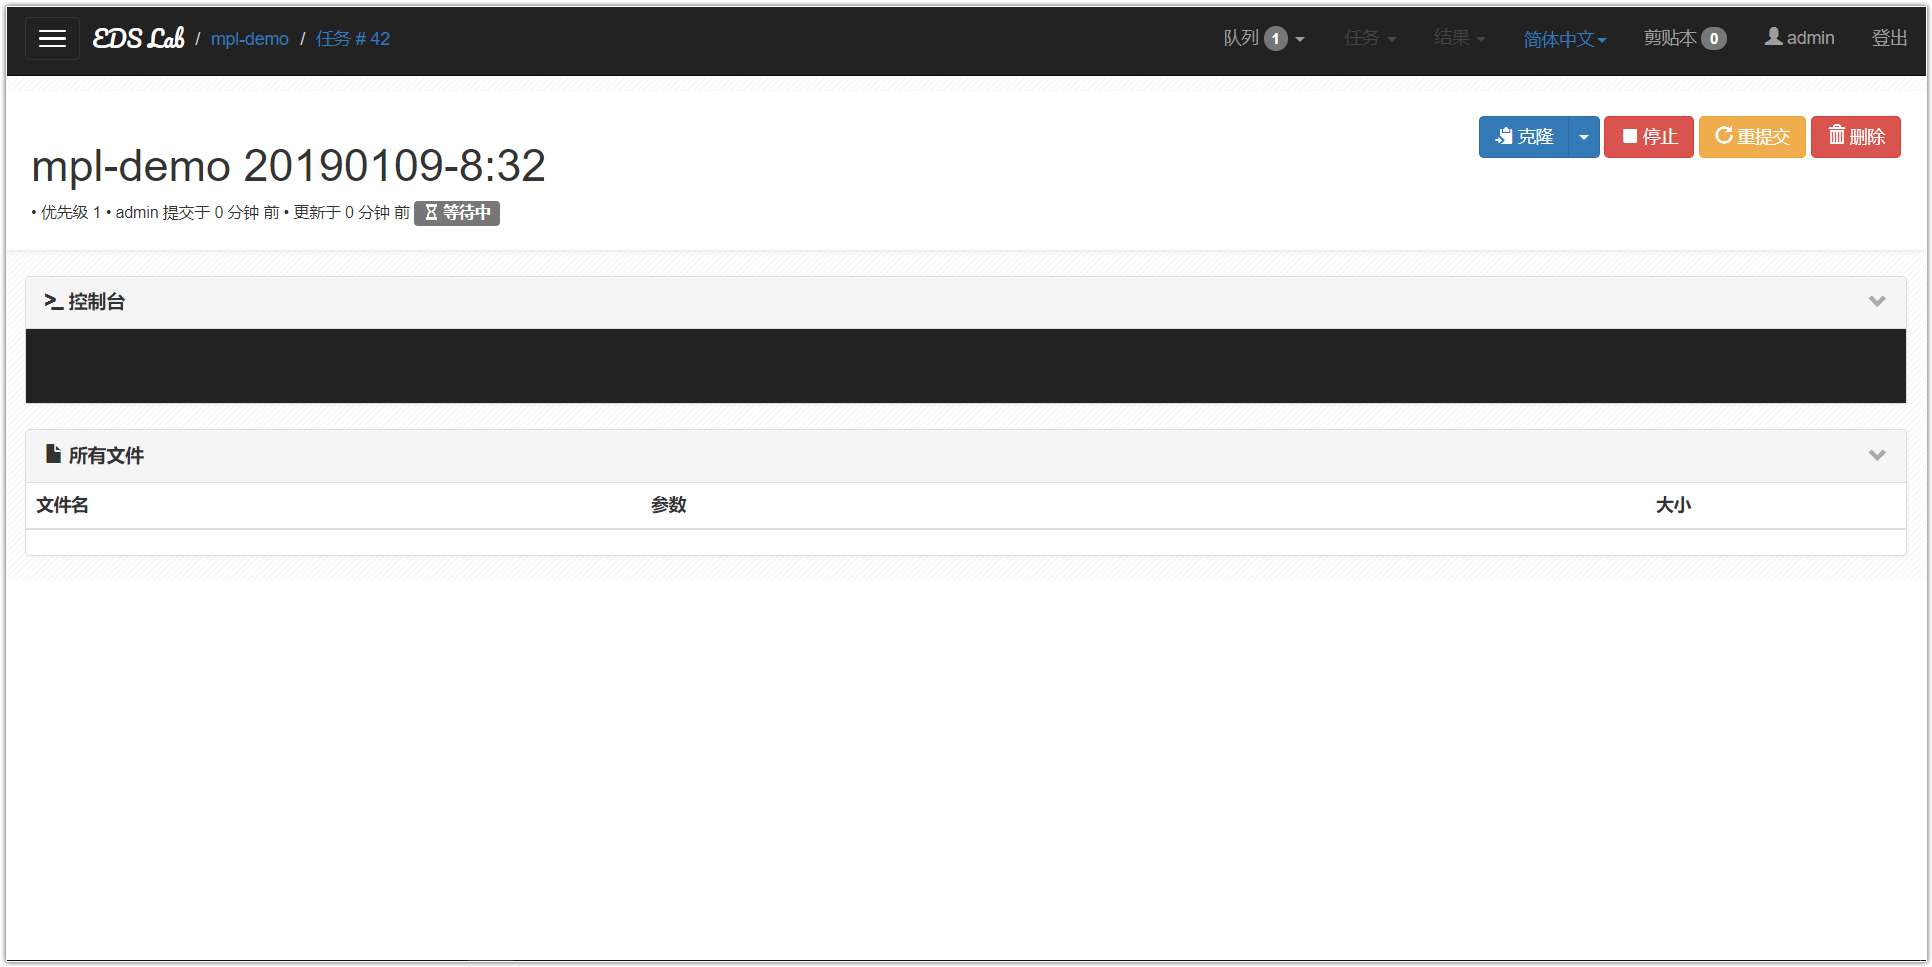 EDS Lab / mpl-demo / 任务 # 42 队列 1 任务 结果 简体中文 剪贴本 0 admin 登出
克隆 停止 重提交 删除
mpl-demo 20190109-8:32
• 优先级 1 • admin 提交于 0 分钟 前 • 更新于 0 分钟 前 等待中
控制台
所有文件
文件名 参数 大小